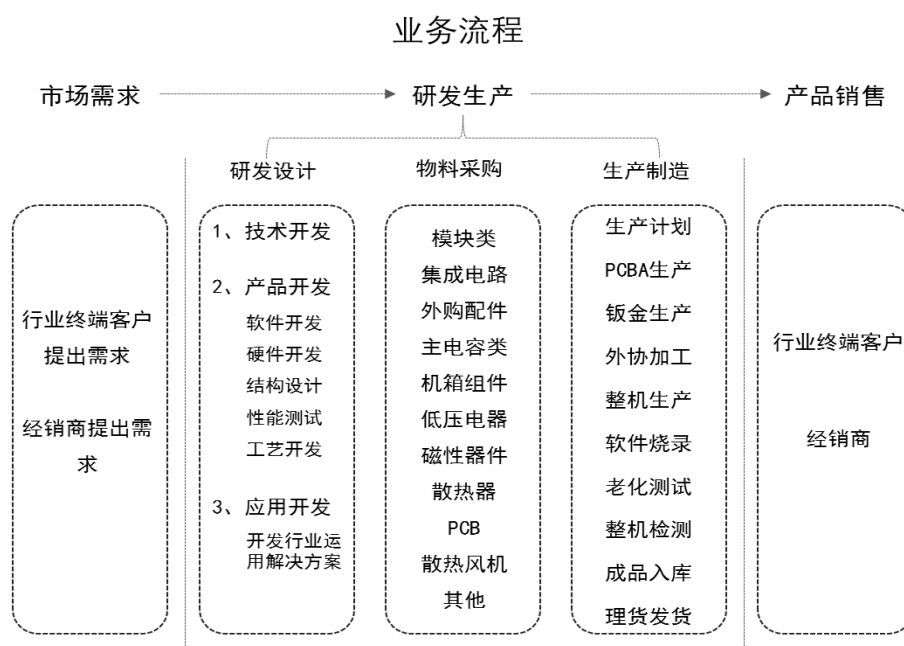 业务流程
市场需求
研发生产
产品销售
研发设计
物料采购
生产制造
行业终端客户
提出需求
经销商提出需
求
1、技术开发
2、产品开发
软件开发
硬件开发
结构设计
性能测试
工艺开发
3、应用开发
开发行业运
用解决方案
模块类
集成电路
外购配件
主电容类
机箱组件
低压电器
磁性器件
散热器
PCB
散热风机
其他
生产计划
PCBA生产
钣金生产
外协加工
整机生产
软件烧录
老化测试
整机检测
成品入库
理货发货
行业终端客户
经销商